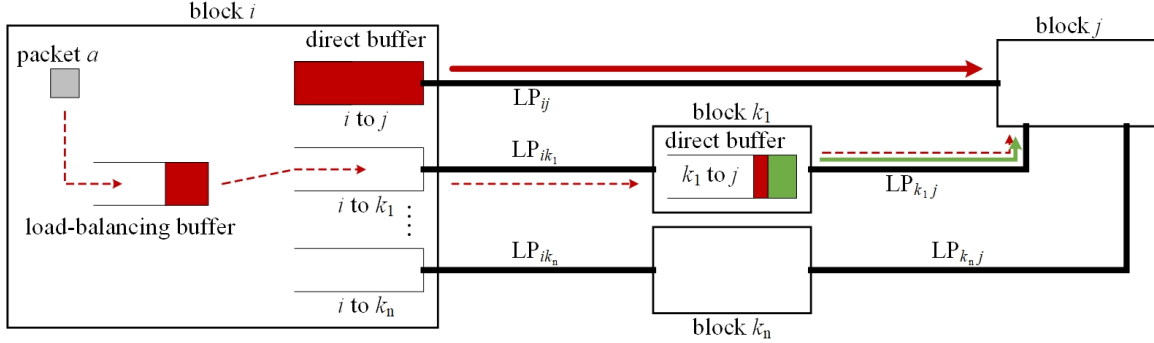 block i
packet a
direct buffer
i to j
load-balancing buffer
i to k₁
⋮
i to kₙ
LPᵢⱼ
LPᵢₖ₁
LPᵢₖₙ
block k₁
direct buffer
k₁ to j
block kₙ
LPₖ₁ⱼ
LPₖₙⱼ
block j